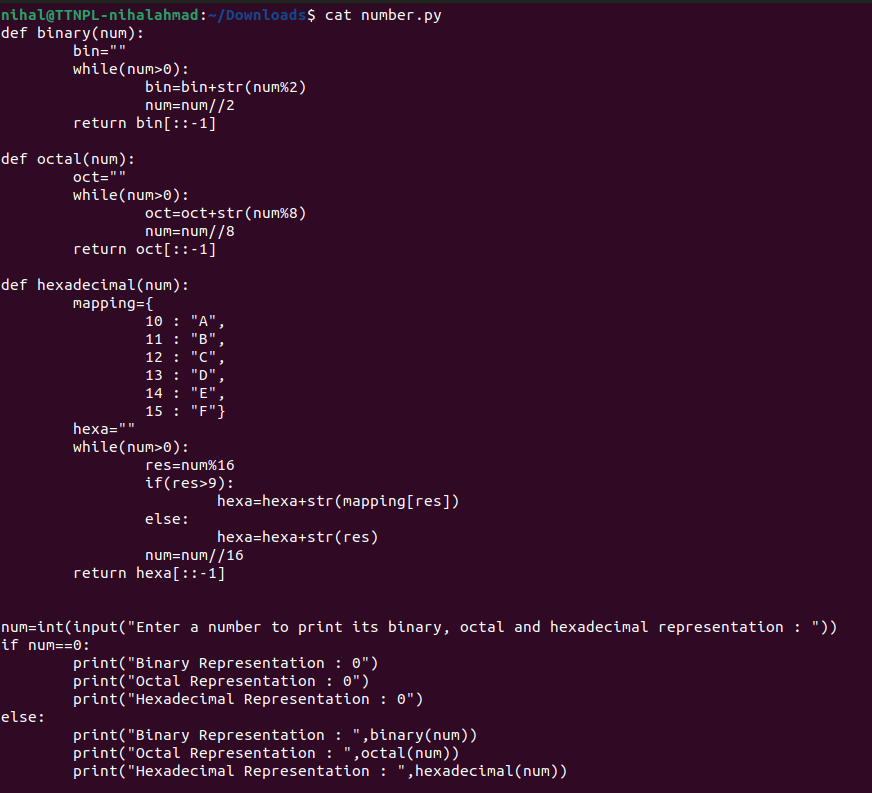 nihal@TTNPL-nihalahmad:~/Downloads$ cat number.py
def binary(num):
        bin=""
        while(num>0):
                bin=bin+str(num%2)
                num=num//2
        return bin[::-1]

def octal(num):
        oct=""
        while(num>0):
                oct=oct+str(num%8)
                num=num//8
        return oct[::-1]

def hexadecimal(num):
        mapping={
                10 : "A",
                11 : "B",
                12 : "C",
                13 : "D",
                14 : "E",
                15 : "F"}
        hexa=""
        while(num>0):
                res=num%16
                if(res>9):
                        hexa=hexa+str(mapping[res])
                else:
                        hexa=hexa+str(res)
                num=num//16
        return hexa[::-1]


num=int(input("Enter a number to print its binary, octal and hexadecimal representation : "))
if num==0:
        print("Binary Representation : 0")
        print("Octal Representation : 0")
        print("Hexadecimal Representation : 0")
else:
        print("Binary Representation : ",binary(num))
        print("Octal Representation : ",octal(num))
        print("Hexadecimal Representation : ",hexadecimal(num))